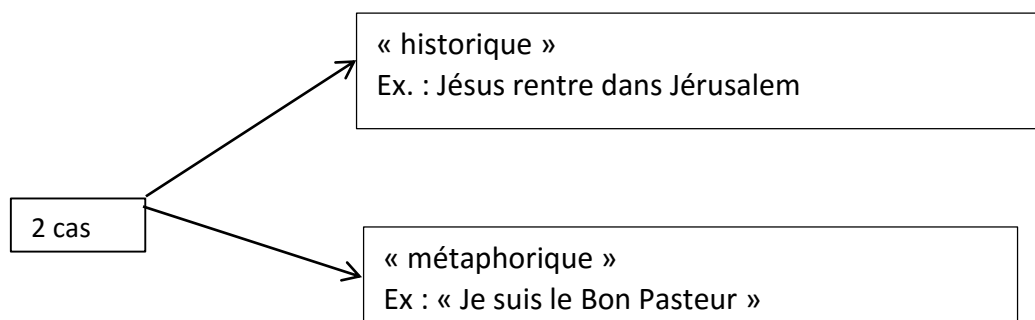 « historique »
Ex. : Jésus rentre dans Jérusalem
2 cas
« métaphorique »
Ex : « Je suis le Bon Pasteur »